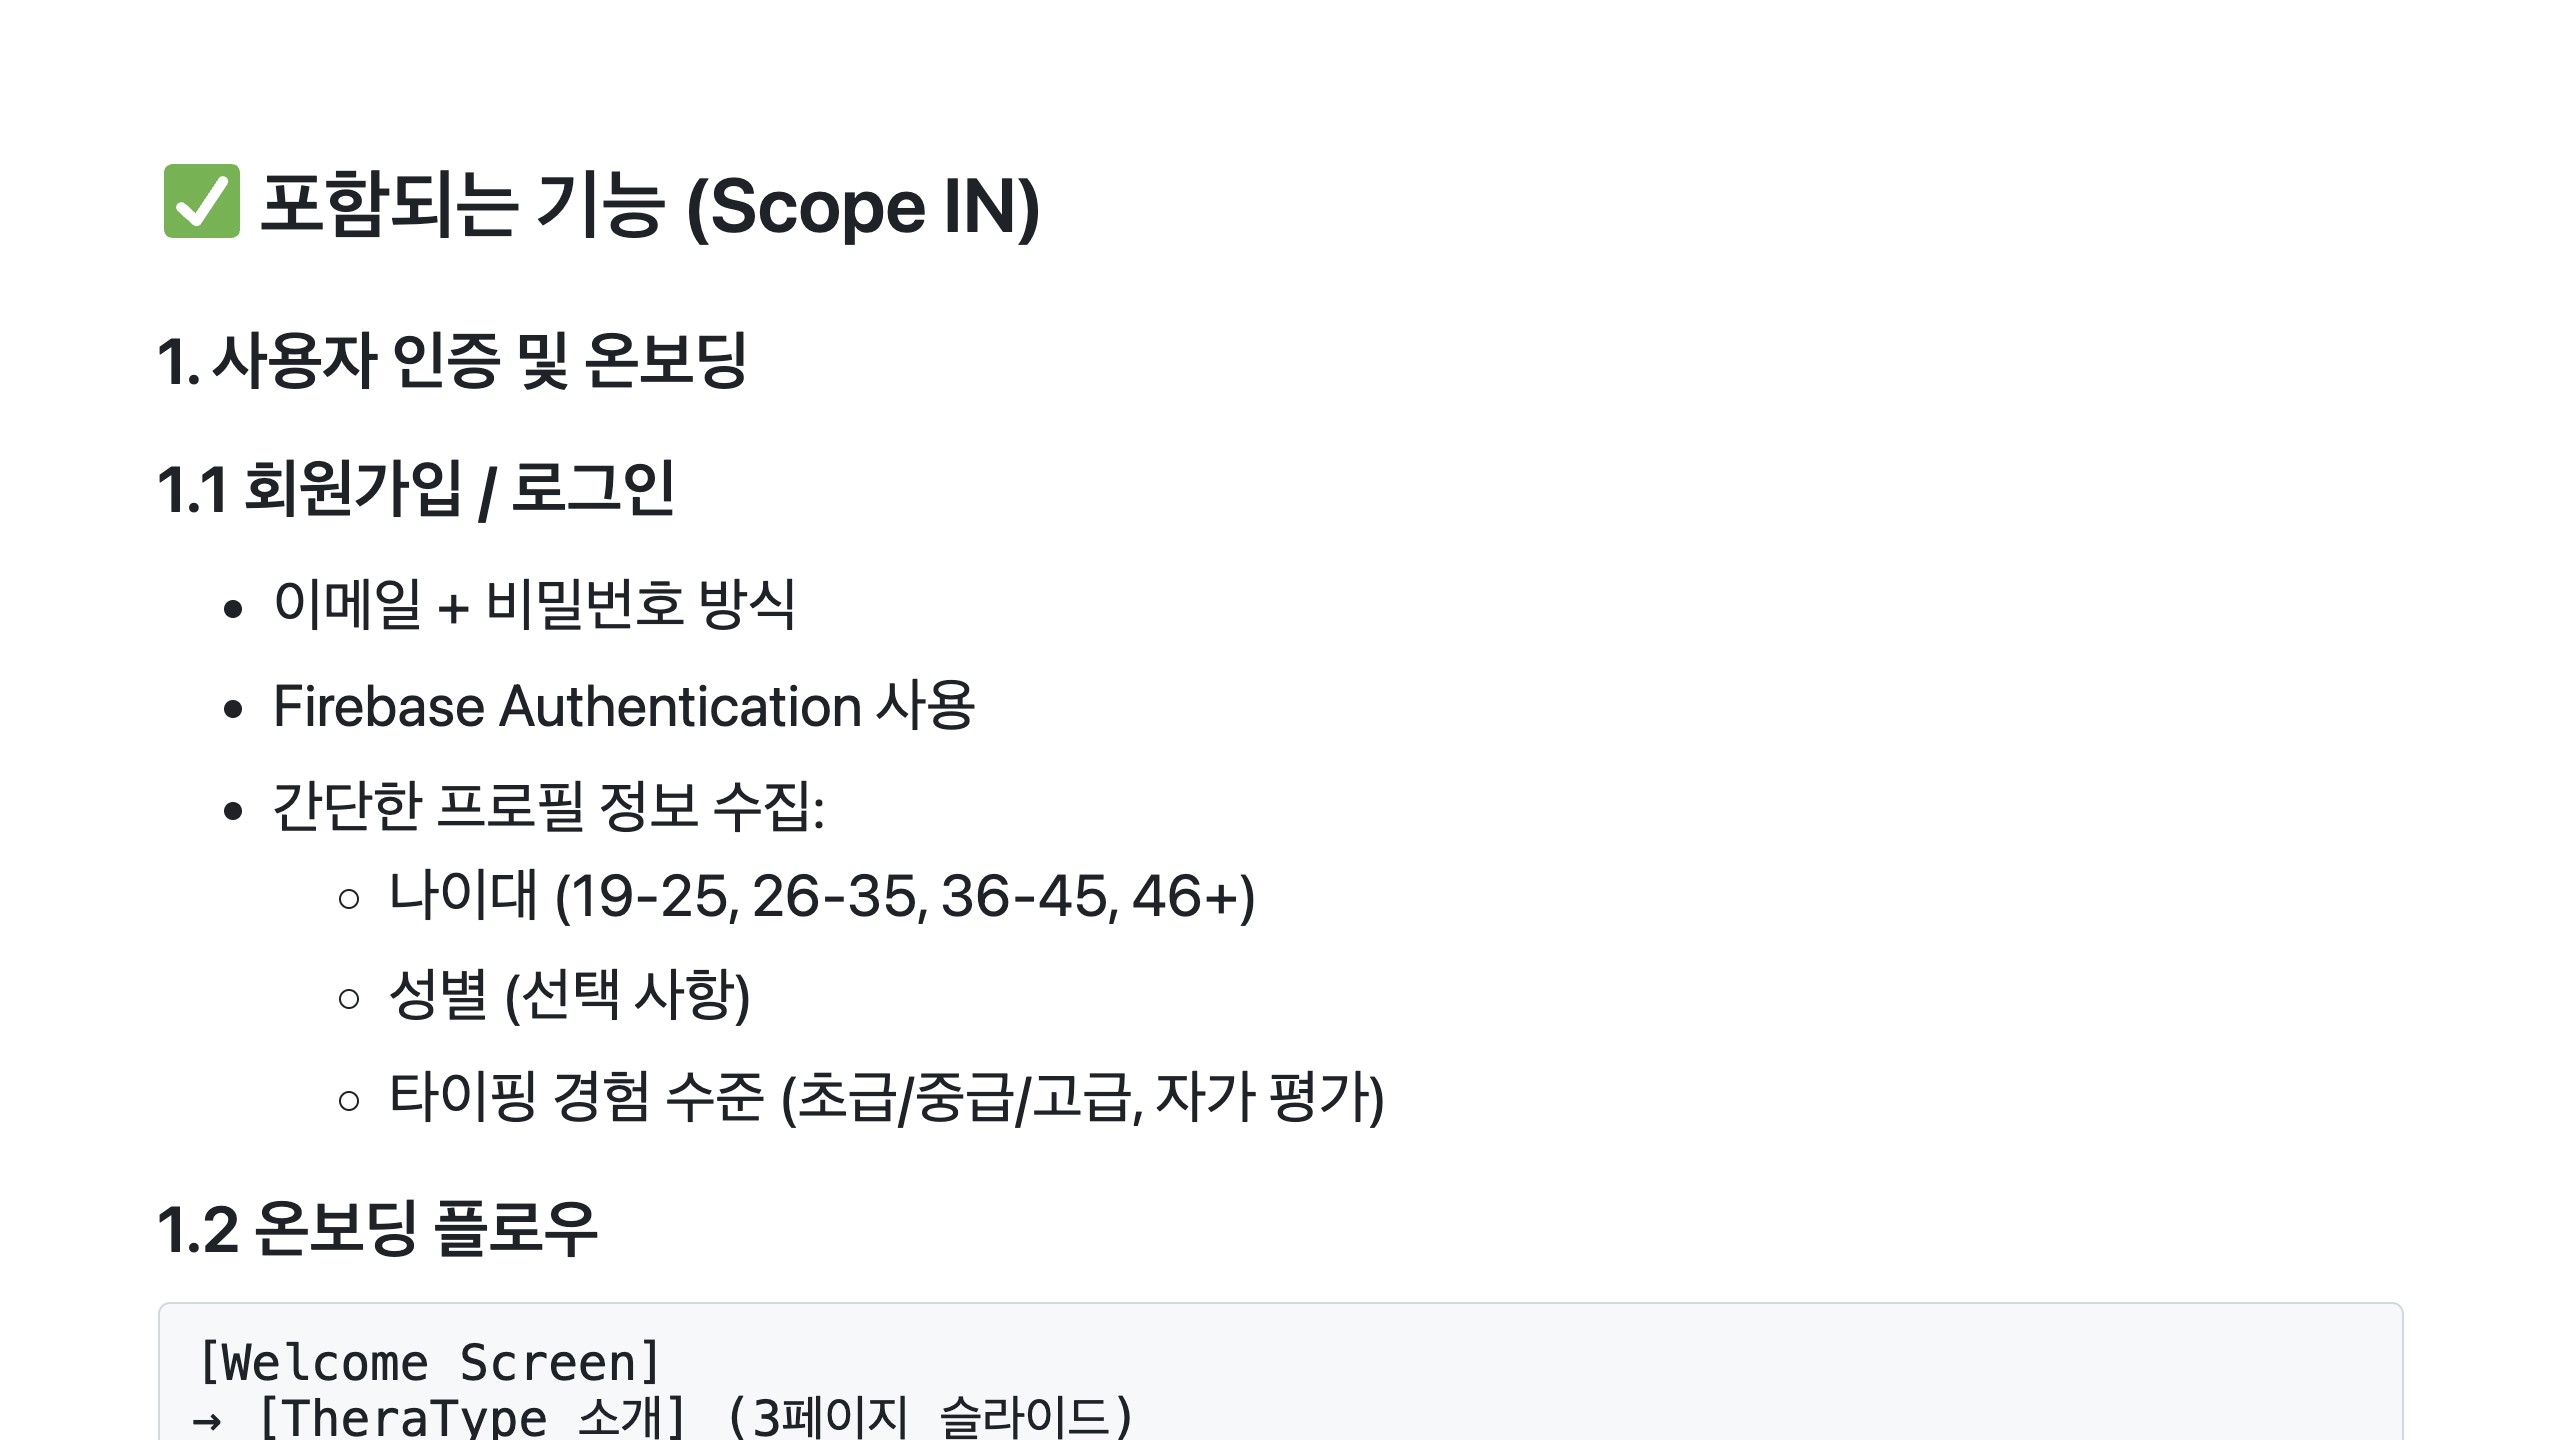 ✅ 포함되는 기능 (Scope IN)
1. 사용자 인증 및 온보딩
1.1 회원가입 / 로그인
• 이메일 + 비밀번호 방식
• Firebase Authentication 사용
• 간단한 프로필 정보 수집:
○ 나이대 (19-25, 26-35, 36-45, 46+)
○ 성별 (선택 사항)
○ 타이핑 경험 수준 (초급/중급/고급, 자가 평가)
1.2 온보딩 플로우
[Welcome Screen]
→ [TheraType 소개] (3페이지 슬라이드)